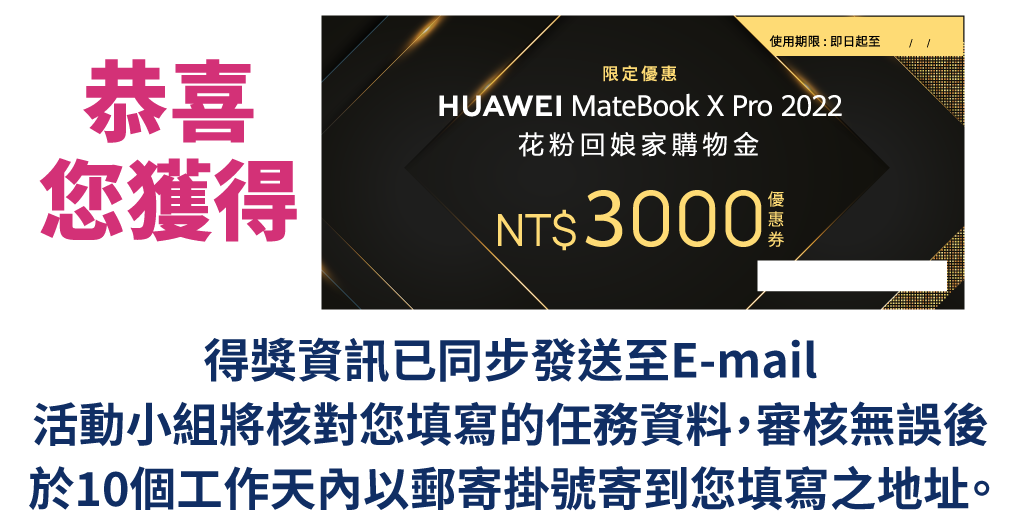 恭喜
您獲得
使用期限 : 即日起至 / /
限定優惠
HUAWEI MateBook X Pro 2022
花粉回娘家購物金
NT$3000優惠券
得獎資訊已同步發送至E-mail
活動小組將核對您填寫的任務資料，審核無誤後
於10個工作天內以郵寄掛號寄到您填寫之地址。